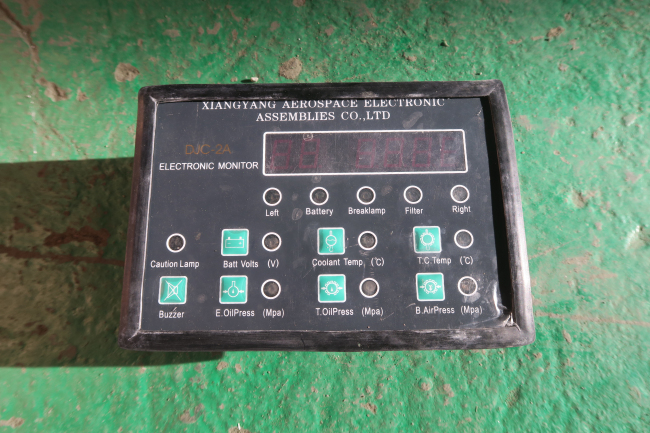 XIANGYANG AEROSPACE ELECTRONIC
ASSEMBLIES CO.,LTD
DJC-2A
ELECTRONIC MONITOR
Left Battery Breaklamp Filter Right
Caution Lamp Batt Volts (V) Coolant Temp (℃) T.C.Temp (℃)
Buzzer E.OilPress (Mpa) T.OilPress (Mpa) B.AirPress (Mpa)